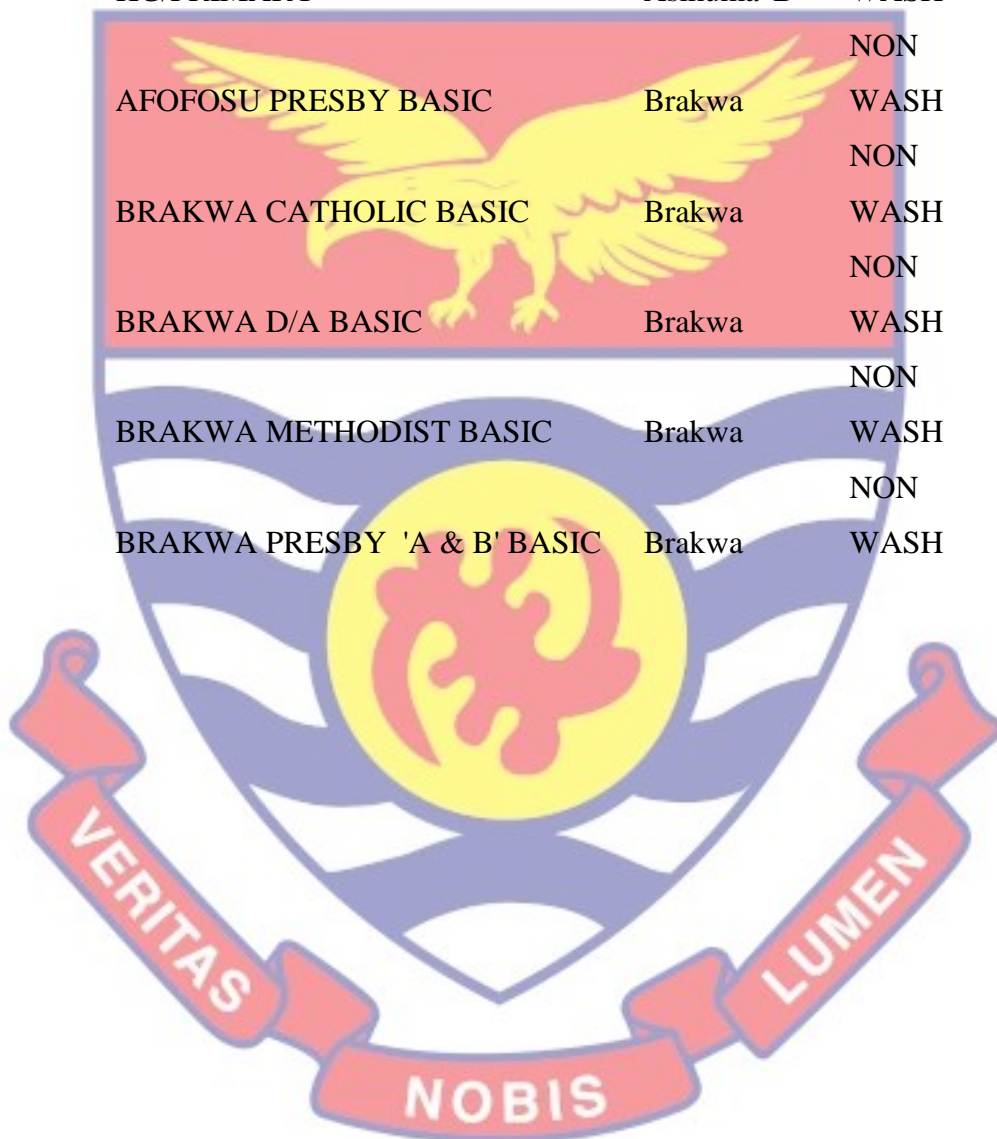 NON
AFOFOSU PRESBY BASIC Brakwa WASH
NON
BRAKWA CATHOLIC BASIC Brakwa WASH
NON
BRAKWA D/A BASIC Brakwa WASH
NON
BRAKWA METHODIST BASIC Brakwa WASH
NON
BRAKWA PRESBY 'A & B' BASIC Brakwa WASH
VERITAS
NOBIS
LUMEN